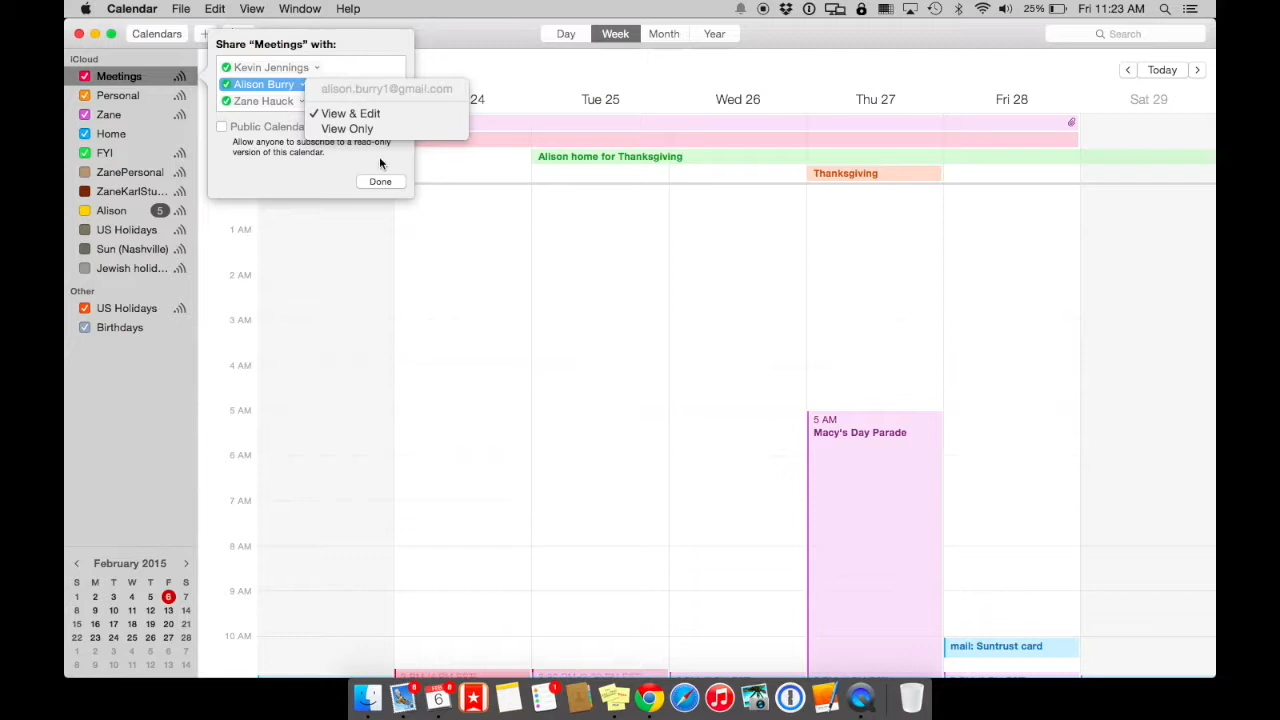 Calendar File Edit View Window Help 25% Fri 11:23 AM
Calendars + Day Week Month Year Search
Share “Meetings” with:
Kevin Jennings
Alison Burry
Zane Hauck
alison.burry1@gmail.com
✓ View & Edit
View Only
Public Calenda
Allow anyone to subscribe to a read-only
version of this calendar.
Done
iCloud
Meetings
Personal
Zane
Home
FYI
ZanePersonal
ZaneKarlStu...
Alison 5
US Holidays
Sun (Nashville)
Jewish holid...
Other
US Holidays
Birthdays
< Today >
24 Tue 25 Wed 26 Thu 27 Fri 28 Sat 29
Alison home for Thanksgiving
Thanksgiving
1 AM
2 AM
3 AM
4 AM
5 AM
6 AM
7 AM
8 AM
9 AM
10 AM
5 AM
Macy's Day Parade
mail: Suntrust card
< February 2015 >
S M T W T F S
1 2 3 4 5 6 7
8 9 10 11 12 13 14
15 16 17 18 19 20 21
22 23 24 25 26 27 28
1 2 3 4 5 6 7
8 9 10 11 12 13 14
6